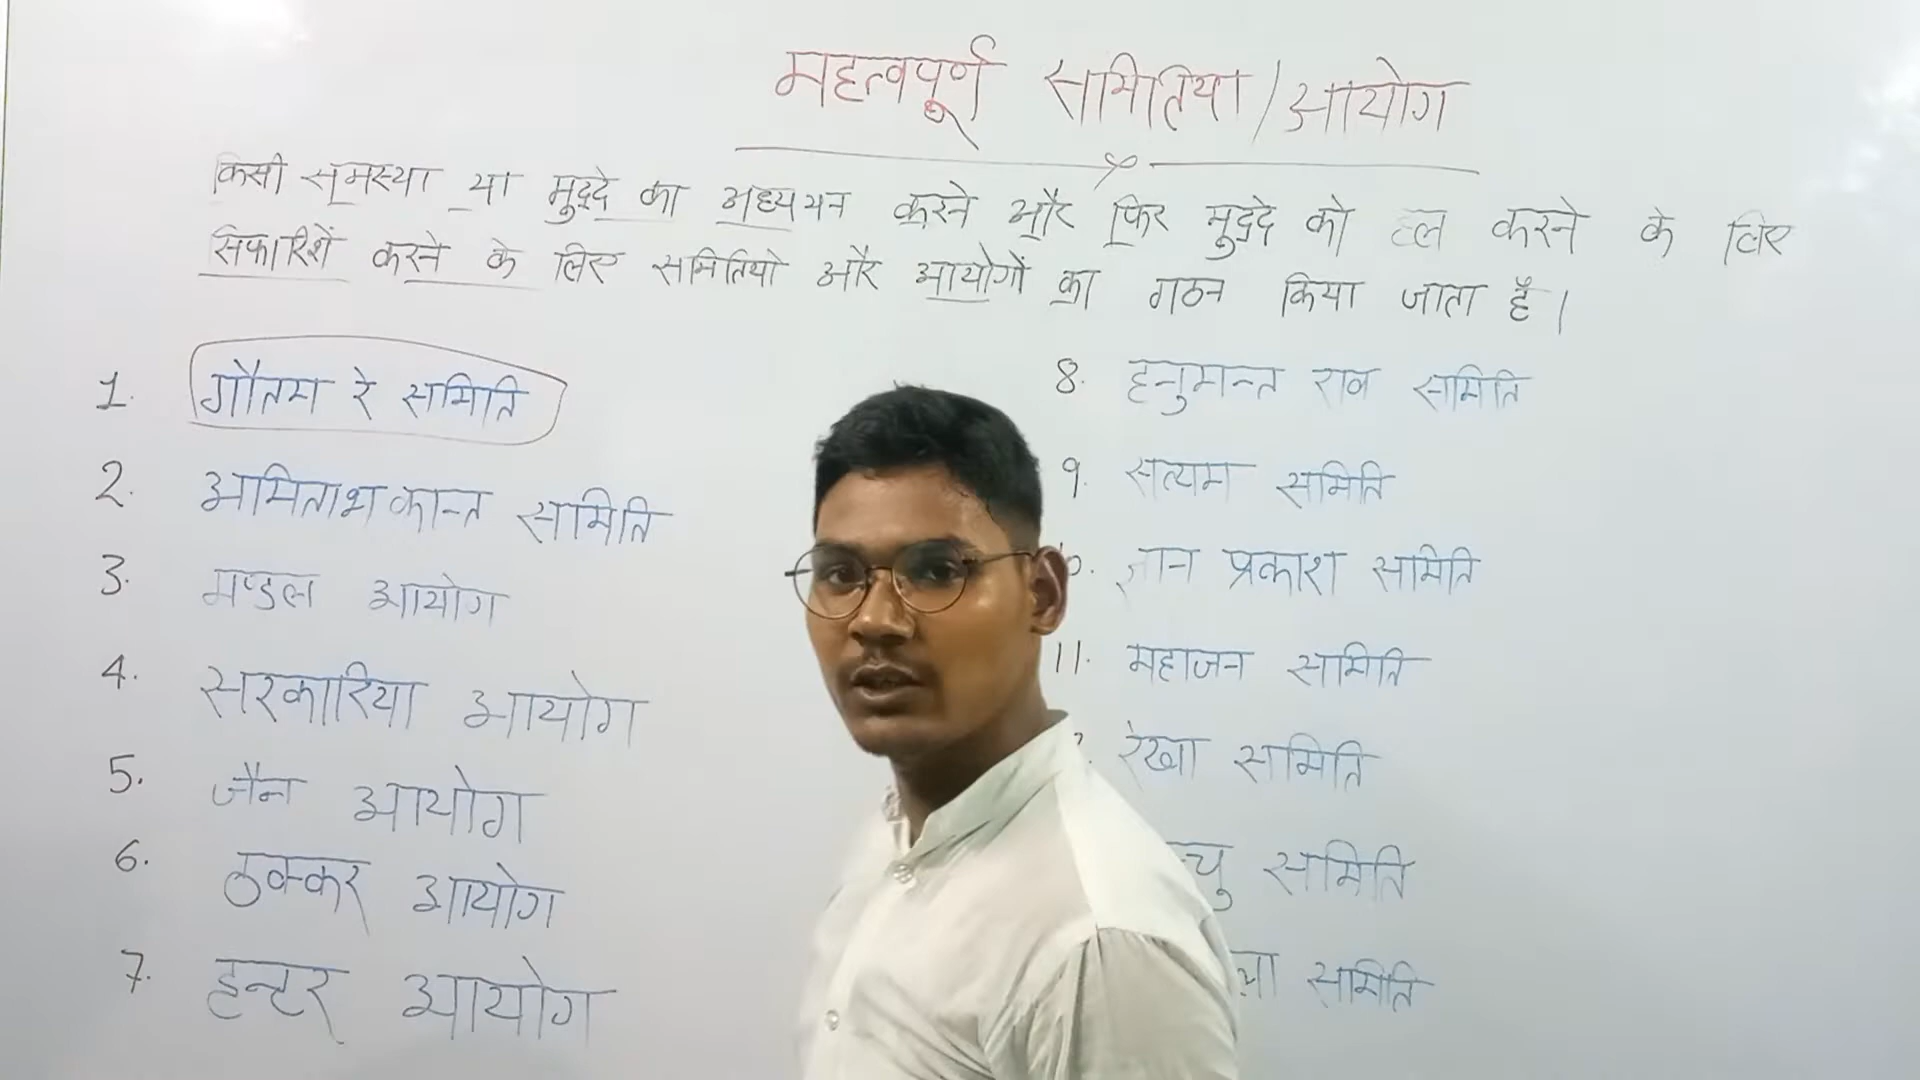 महत्वपूर्ण समितिया/आयोग
किसी समस्या या मुद्दे का अध्ययन करने और फिर मुद्दे को हल करने के लिए
सिफारिशें करने के लिए समितियो और आयोगों का गठन किया जाता हैं।
1. गौतम रे समिति
2. अमिताभ कान्त समिति
3. मण्डल आयोग
4. सरकारिया आयोग
5. जैन आयोग
6. ठक्कर आयोग
7. हन्टर आयोग
8. हनुमन्त राव समिति
9. सत्यम समिति
ज्ञान प्रकाश समिति
11. महाजन समिति
रेखा समिति
समिति
समिति